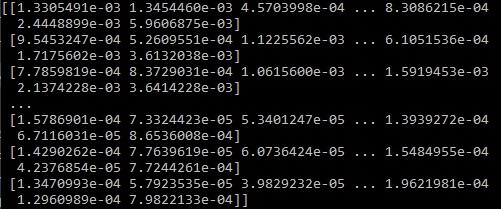 [[1.3305491e-03 1.3454460e-03 4.5703998e-04 ... 8.3086215e-04
  2.4448899e-03 5.9606875e-03]
 [9.5453247e-04 5.2609551e-04 1.1225562e-03 ... 6.1051536e-04
  1.7175602e-03 3.6132038e-03]
 [7.7859819e-04 8.3729031e-04 1.0615600e-03 ... 1.5919453e-03
  2.1374228e-03 3.6414228e-03]
 ...
 [1.5786901e-04 7.3324423e-05 5.3401247e-05 ... 1.3939272e-04
  6.7116031e-05 8.6536008e-04]
 [1.4290262e-04 7.7639619e-05 6.0736424e-05 ... 1.5484955e-04
  4.2376854e-05 7.7244261e-04]
 [1.3470993e-04 5.7923535e-05 3.9829232e-05 ... 1.9621981e-04
  1.2960989e-04 7.9822133e-04]]